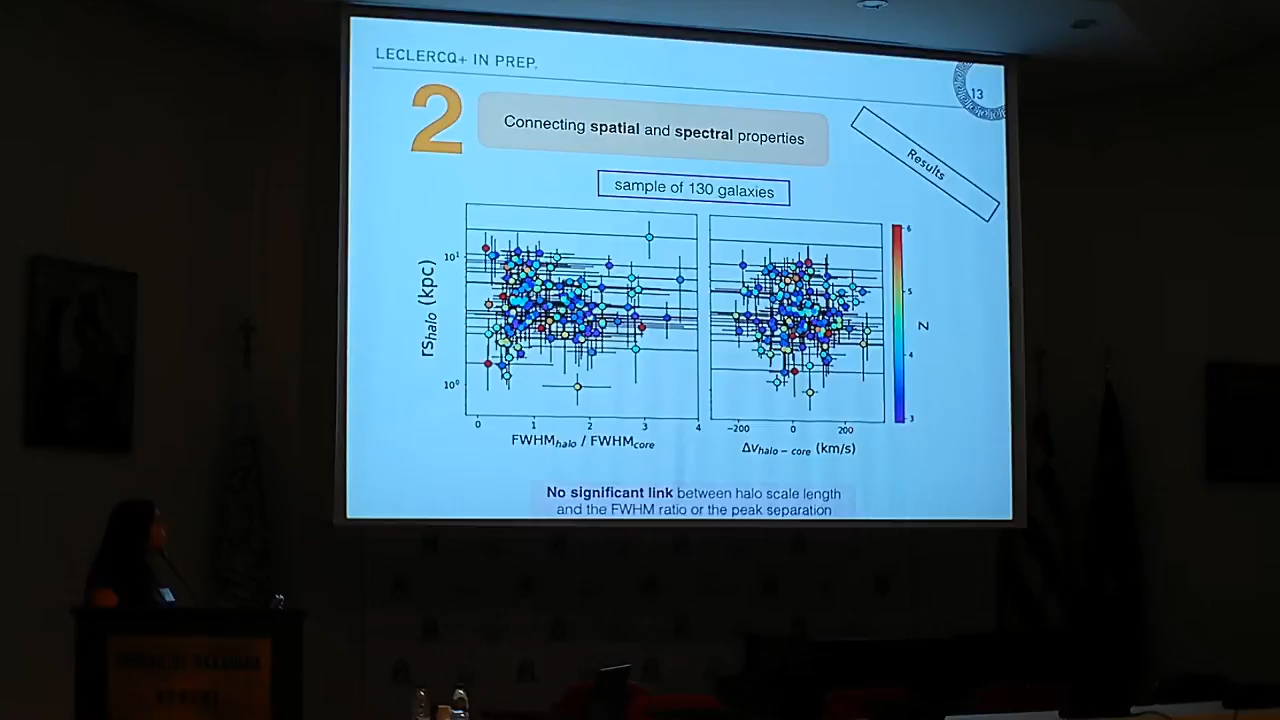 LECLERCQ+ IN PREP.
13
2
Connecting spatial and spectral properties
Results
sample of 130 galaxies
rs_halo (kpc)
10¹
10⁰
0 1 2 3 4
FWHM_halo / FWHM_core
−200 0 200
Δv_halo − core (km/s)
6
5
4
3
z
No significant link between halo scale length
and the FWHM ratio or the peak separation